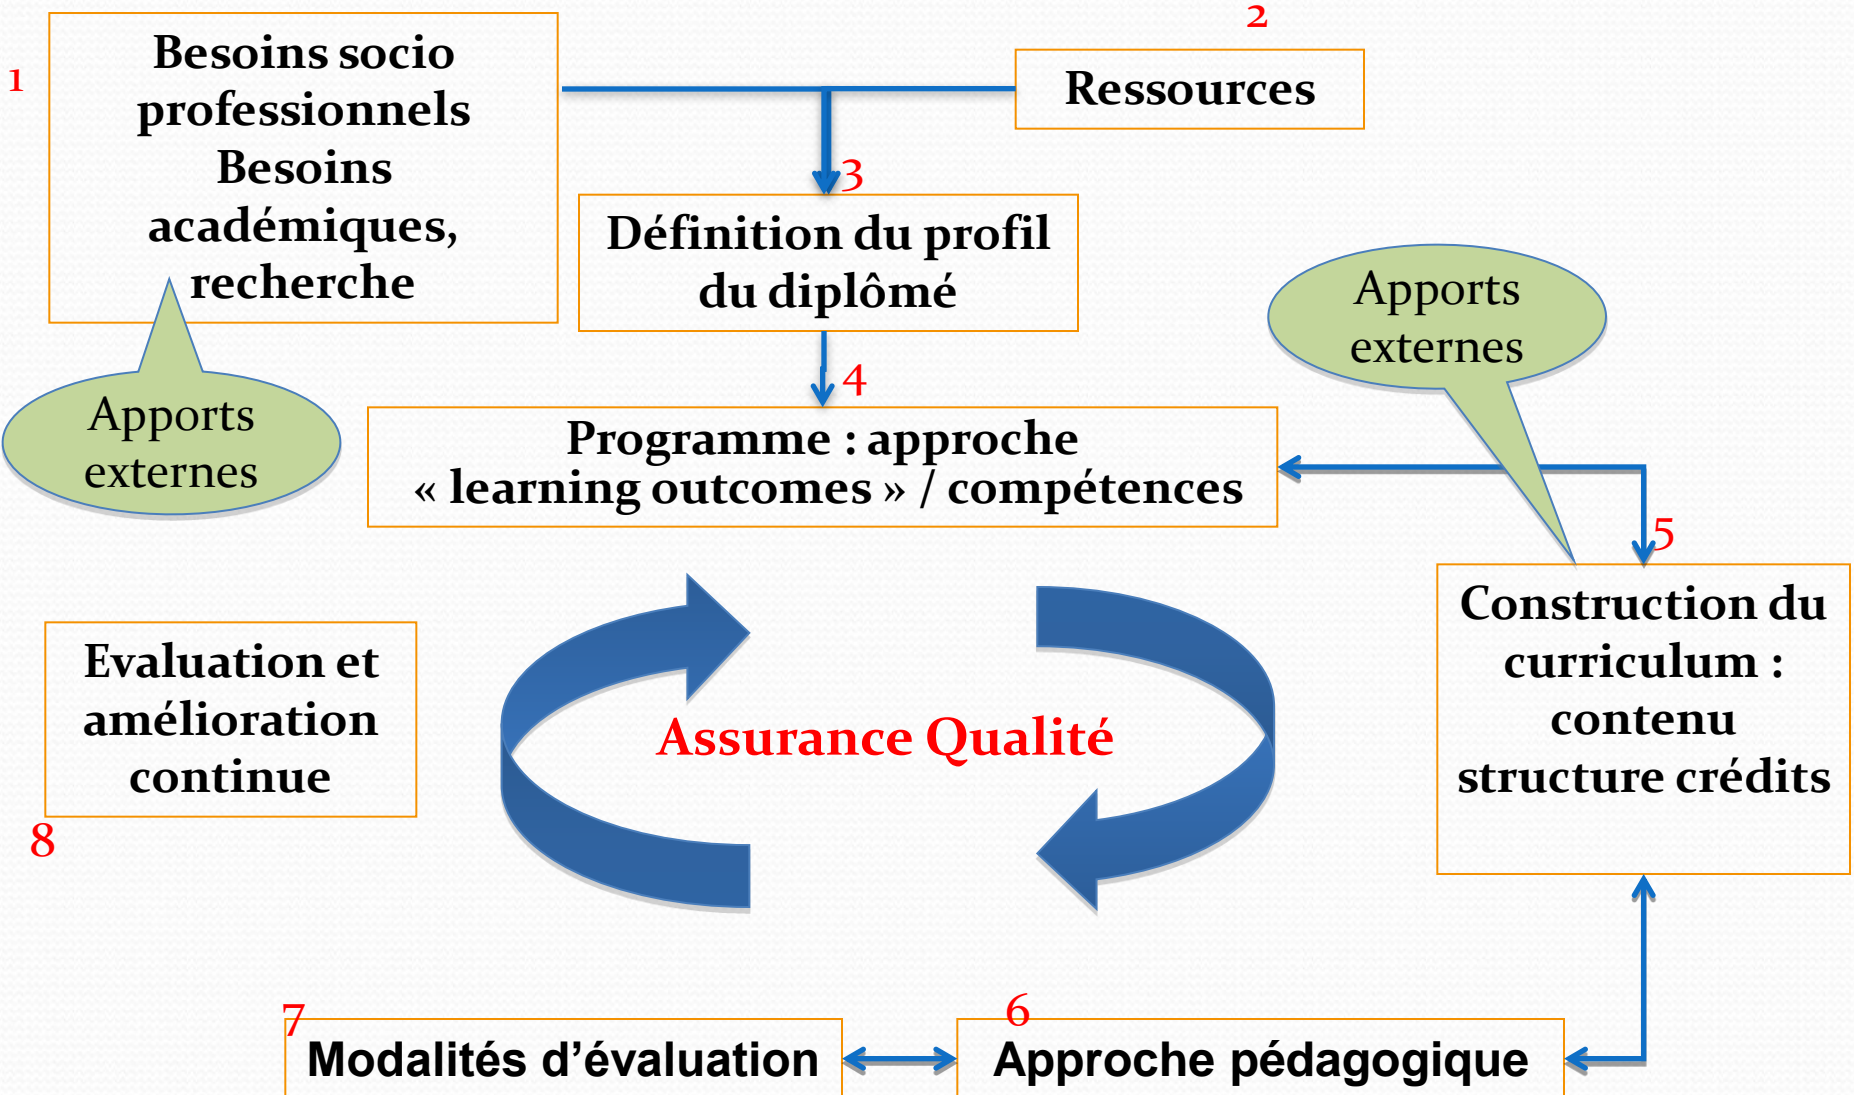 1
Besoins socio
professionnels
Besoins
académiques,
recherche
2
Ressources
3
Définition du profil
du diplômé
Apports
externes
Apports
externes
4
Programme : approche
« learning outcomes » / compétences
5
Construction du
curriculum :
contenu
structure crédits
Evaluation et
amélioration
continue
8
Assurance Qualité
7
Modalités d’évaluation
6
Approche pédagogique